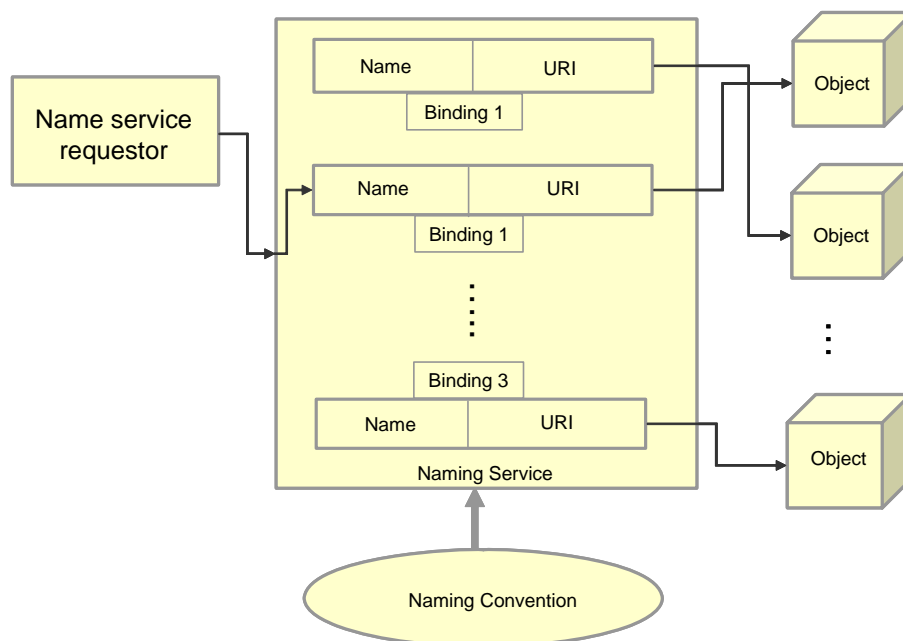 Name URI
Binding 1
Object
Name service
requestor
Name URI
Binding 1
Object
Binding 3
Name URI
Object
Naming Service
Naming Convention